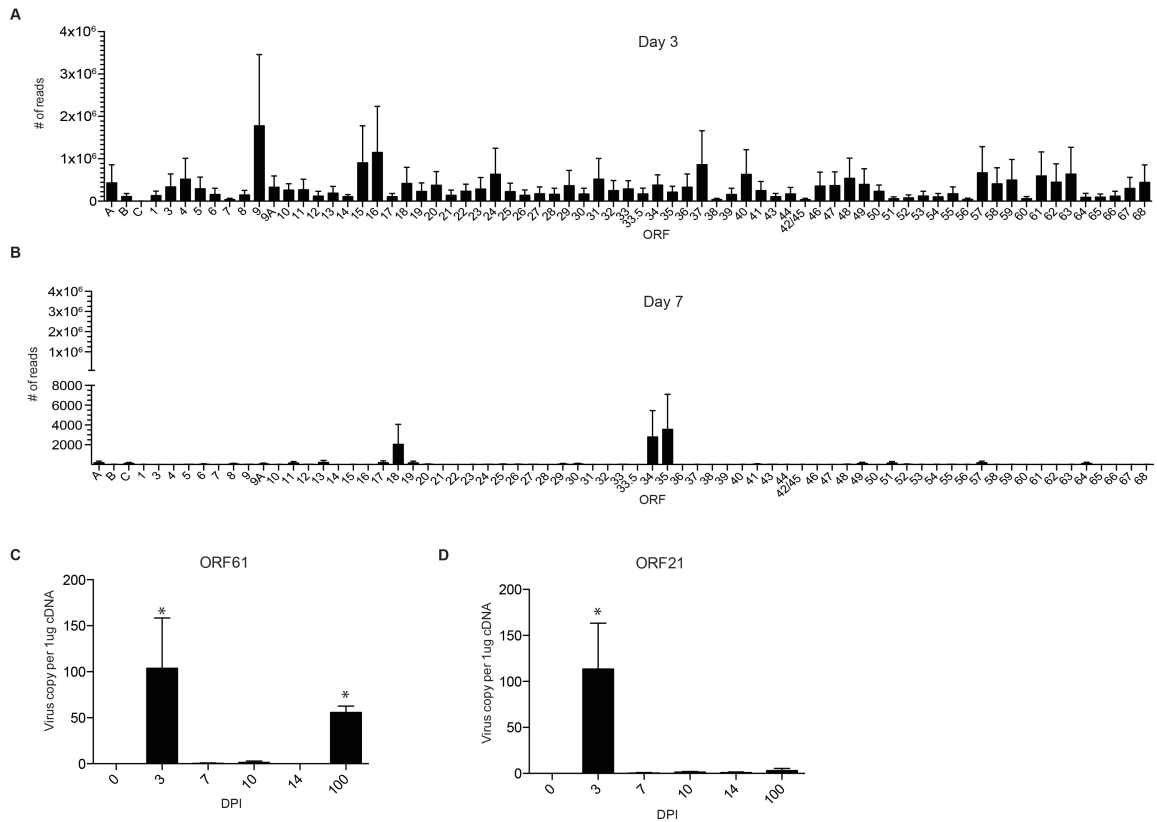 A
Day 3
4x10⁶
3x10⁶
2x10⁶
1x10⁶
0
# of reads
A B C 1 3 4 5 6 7 8 9 9A 10 11 12 13 14 15 16 17 18 19 20 21 22 23 24 25 26 27 28 29 30 31 32 33 33.5 34 35 36 37 38 39 40 41 43 44 42/45 46 47 48 49 50 51 52 53 54 55 56 57 58 59 60 61 62 63 64 65 66 67 68
ORF
B
Day 7
4x10⁶
3x10⁶
2x10⁶
1x10⁶
8000
6000
4000
2000
# of reads
A B C 1 3 4 5 6 7 8 9 9A 10 11 12 13 14 15 16 17 18 19 20 21 22 23 24 25 26 27 28 29 30 31 32 33 33.5 34 35 36 37 38 39 40 41 43 44 42/45 46 47 48 49 50 51 52 53 54 55 56 57 58 59 60 61 62 63 64 65 66 67 68
ORF
C
ORF61
200
150
100
50
0
Virus copy per 1ug cDNA
* *
0 3 7 10 14 100
DPI
D
ORF21
200
150
100
50
0
Virus copy per 1ug cDNA
*
0 3 7 10 14 100
DPI